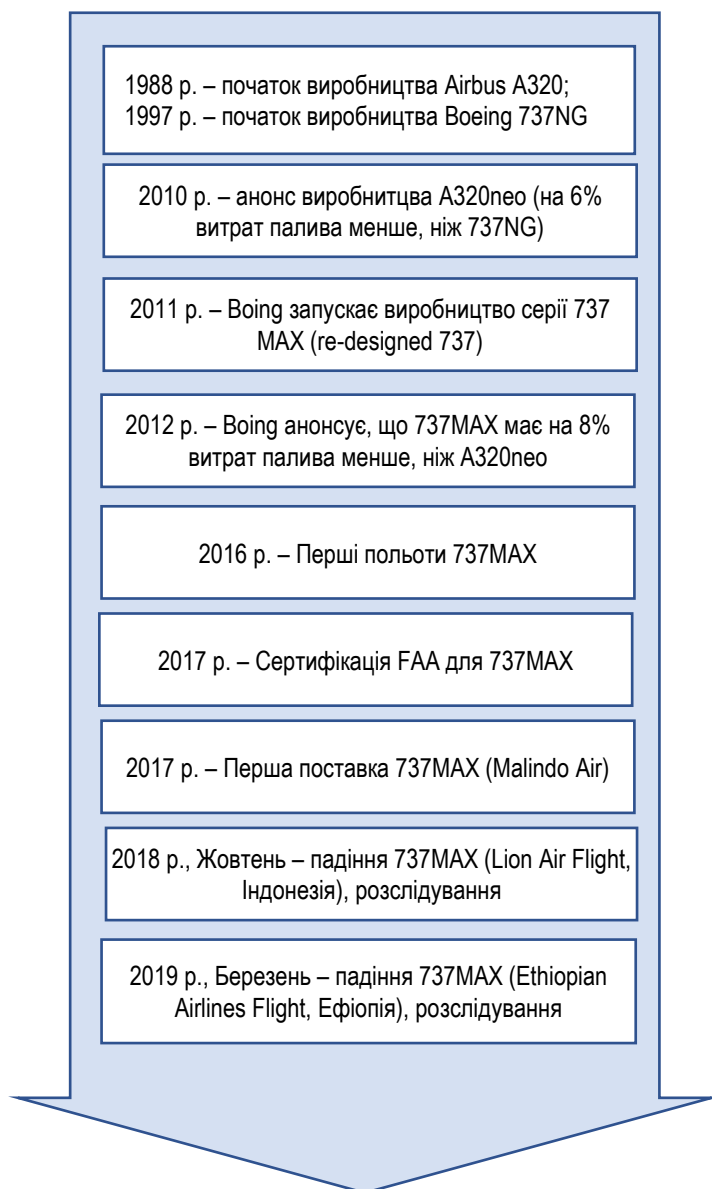 1988 р. – початок виробництва Airbus A320;
1997 р. – початок виробництва Boeing 737NG
2010 р. – анонс виробнитцва A320neo (на 6%
витрат палива менше, ніж 737NG)
2011 р. – Boing запускає виробництво серії 737
MAX (re-designed 737)
2012 р. – Boing анонсує, що 737MAX має на 8%
витрат палива менше, ніж A320neo
2016 р. – Перші польоти 737MAX
2017 р. – Сертифікація FAA для 737MAX
2017 р. – Перша поставка 737MAX (Malindo Air)
2018 р., Жовтень – падіння 737MAX (Lion Air Flight,
Індонезія), розслідування
2019 р., Березень – падіння 737MAX (Ethiopian
Airlines Flight, Ефіопія), розслідування